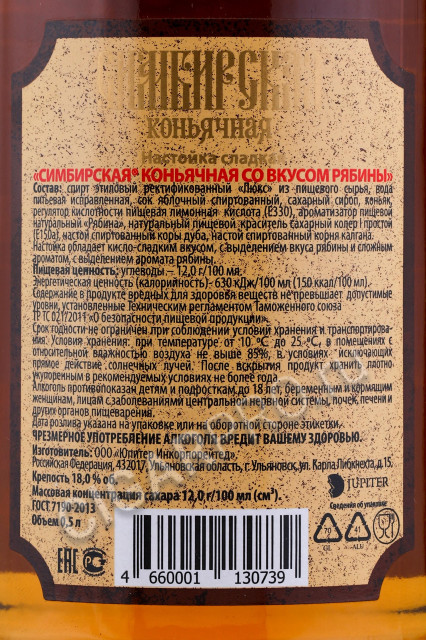 СИМБИРСКАЯ
КОНЬЯЧНАЯ
Настойка сладкая
«СИМБИРСКАЯ® КОНЬЯЧНАЯ СО ВКУСОМ РЯБИНЫ»
Состав: спирт этиловый ректификованный «Люкс» из пищевого сырья, вода
питьевая исправленная, сок яблочный спиртованный, сахарный сироп, коньяк,
регулятор кислотности пищевая лимонная кислота (Е330), ароматизатор пищевой
натуральный «Рябина», натуральный пищевой краситель сахарный колер I простой
(Е150а), настой спиртованный коры дуба, настой спиртованный корня калгана.
Настойка обладает кисло-сладким вкусом, с выделением вкуса рябины и сложным
ароматом, с выделением аромата рябины.
Пищевая ценность: углеводы – 12,0 г/100 мл.
Энергетическая ценность (калорийность)- 630 кДж/100 мл (150 ккал/100 мл).
Содержание в продукте вредных для здоровья веществ не превышает допустимые
уровни, установленные Техническим регламентом Таможенного союза
ТР ТС 021/2011 «О безопасности пищевой продукции».
Срок годности не ограничен при соблюдении условий хранения и транспортирова-
ния. Условия хранения: при температуре от 10 °С до 25 °С, в помещениях с
относительной влажностью воздуха не выше 85%, в условиях исключающих
прямое действие солнечных лучей. После вскрытия продукт хранить плотно
укупоренным в рекомендуемых условиях не более года.
Алкоголь противопоказан детям и подросткам до 18 лет, беременным и кормящим
женщинам, лицам с заболеваниями центральной нервной системы, почек, печени и
других органов пищеварения.
Дата розлива указана на упаковке или на оборотной стороне этикетки.
ЧРЕЗМЕРНОЕ УПОТРЕБЛЕНИЕ АЛКОГОЛЯ ВРЕДИТ ВАШЕМУ ЗДОРОВЬЮ.
Изготовитель: ООО «Юпитер Инкорпорейтед».
Российская Федерация, 432017, Ульяновская область, г. Ульяновск, ул. Карла Либкнехта, д.15.
Крепость 18,0 % об.
Массовая концентрация сахара 12,0 г/100 мл (см³).
ГОСТ 7190-2013
Объем 0,5 л
JUPITER
Сведения об упаковке
EAC
70
GL
41
ALU
4 660001 130739